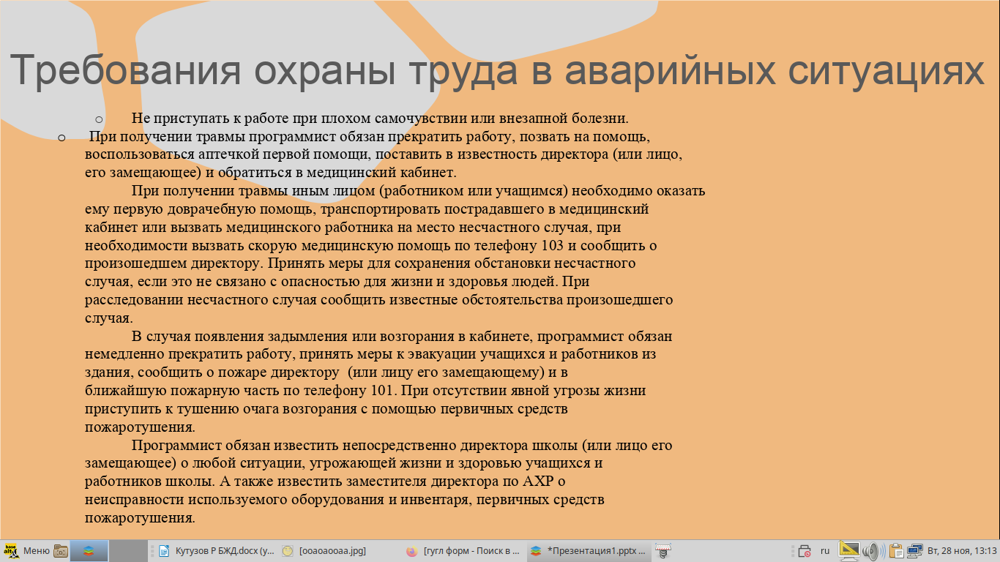 Требования охраны труда в аварийных ситуациях
Не приступать к работе при плохом самочувствии или внезапной болезни.
При получении травмы программист обязан прекратить работу, позвать на помощь,
воспользоваться аптечкой первой помощи, поставить в известность директора (или лицо,
его замещающее) и обратиться в медицинский кабинет.
При получении травмы иным лицом (работником или учащимся) необходимо оказать
ему первую доврачебную помощь, транспортировать пострадавшего в медицинский
кабинет или вызвать медицинского работника на место несчастного случая, при
необходимости вызвать скорую медицинскую помощь по телефону 103 и сообщить о
произошедшем директору. Принять меры для сохранения обстановки несчастного
случая, если это не связано с опасностью для жизни и здоровья людей. При
расследовании несчастного случая сообщить известные обстоятельства произошедшего
случая.
В случая появления задымления или возгорания в кабинете, программист обязан
немедленно прекратить работу, принять меры к эвакуации учащихся и работников из
здания, сообщить о пожаре директору  (или лицу его замещающему) и в
ближайшую пожарную часть по телефону 101. При отсутствии явной угрозы жизни
приступить к тушению очага возгорания с помощью первичных средств
пожаротушения.
Программист обязан известить непосредственно директора школы (или лицо его
замещающее) о любой ситуации, угрожающей жизни и здоровью учащихся и
работников школы. А также известить заместителя директора по АХР о
неисправности используемого оборудования и инвентаря, первичных средств
пожаротушения.
base alt Меню Кутузов Р БЖД.docx (у... [ооаоаооаа.jpg] [гугл форм - Поиск в ... *Презентация1.pptx ... ru Вт, 28 ноя, 13:13